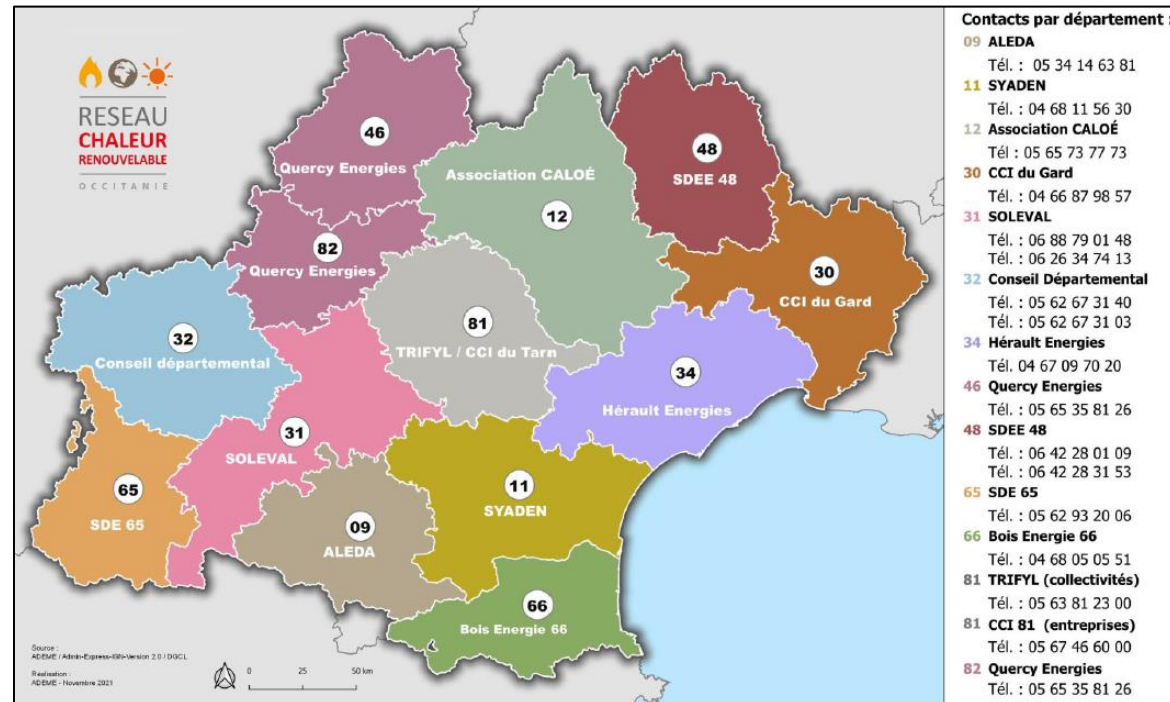 RESEAU
CHALEUR
RENOUVELABLE
OCCITANIE
46
Quercy Energies
48
SDEE 48
Association CALOÉ
12
82
Quercy Energies
30
CCI du Gard
32
Conseil départemental
81
TRIFYL / CCI du Tarn
34
Hérault Energies
31
SOLEVAL
65
SDE 65
11
SYADEN
09
ALEDA
66
Bois Energie 66
Source :
ADEME / Admin-Express-IGN-Version 2.0 / DGCL
Réalisation :
ADEME - Novembre 2021
0 25 50 km
Contacts par département :
09 ALEDA
Tél. : 05 34 14 63 81
11 SYADEN
Tél. : 04 68 11 56 30
12 Association CALOÉ
Tél : 05 65 73 77 73
30 CCI du Gard
Tél. : 04 66 87 98 57
31 SOLEVAL
Tél. : 06 88 79 01 48
Tél. : 06 26 34 74 13
32 Conseil Départemental
Tél. : 05 62 67 31 40
Tél. : 05 62 67 31 03
34 Hérault Energies
Tél. 04 67 09 70 20
46 Quercy Energies
Tél. : 05 65 35 81 26
48 SDEE 48
Tél. : 06 42 28 01 09
Tél. : 06 42 28 31 53
65 SDE 65
Tél. : 05 62 93 20 06
66 Bois Energie 66
Tél. : 04 68 05 05 51
81 TRIFYL (collectivités)
Tél. : 05 63 81 23 00
81 CCI 81 (entreprises)
Tél. : 05 67 46 60 00
82 Quercy Energies
Tél. : 05 65 35 81 26